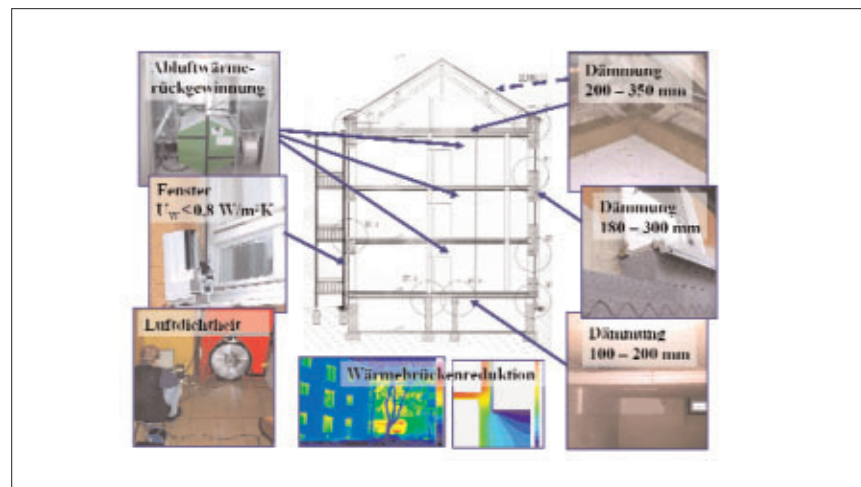 Abluftwärme-
rückgewinnung
Dämmung
200 – 350 mm
Fenster
U_W < 0,8 W/m²K
Dämmung
180 – 300 mm
Luftdichtheit
Dämmung
100 – 200 mm
Wärmebrückenreduktion